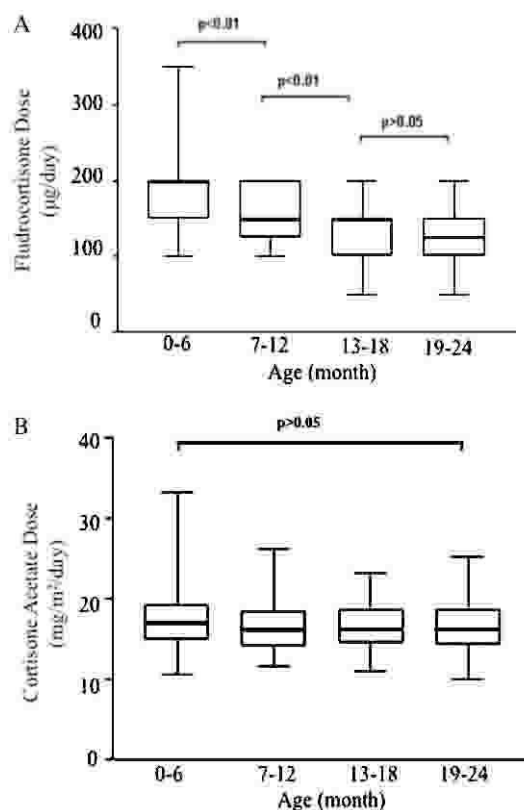 A
p<0.01
p<0.01
p>0.05
Fludrocortisone Dose
(µg/day)
400
300
200
100
0
0-6 7-12 13-18 19-24
Age (month)
B
p>0.05
Cortisone Acetate Dose
(mg/m²/day)
40
30
20
10
0
0-6 7-12 13-18 19-24
Age (month)